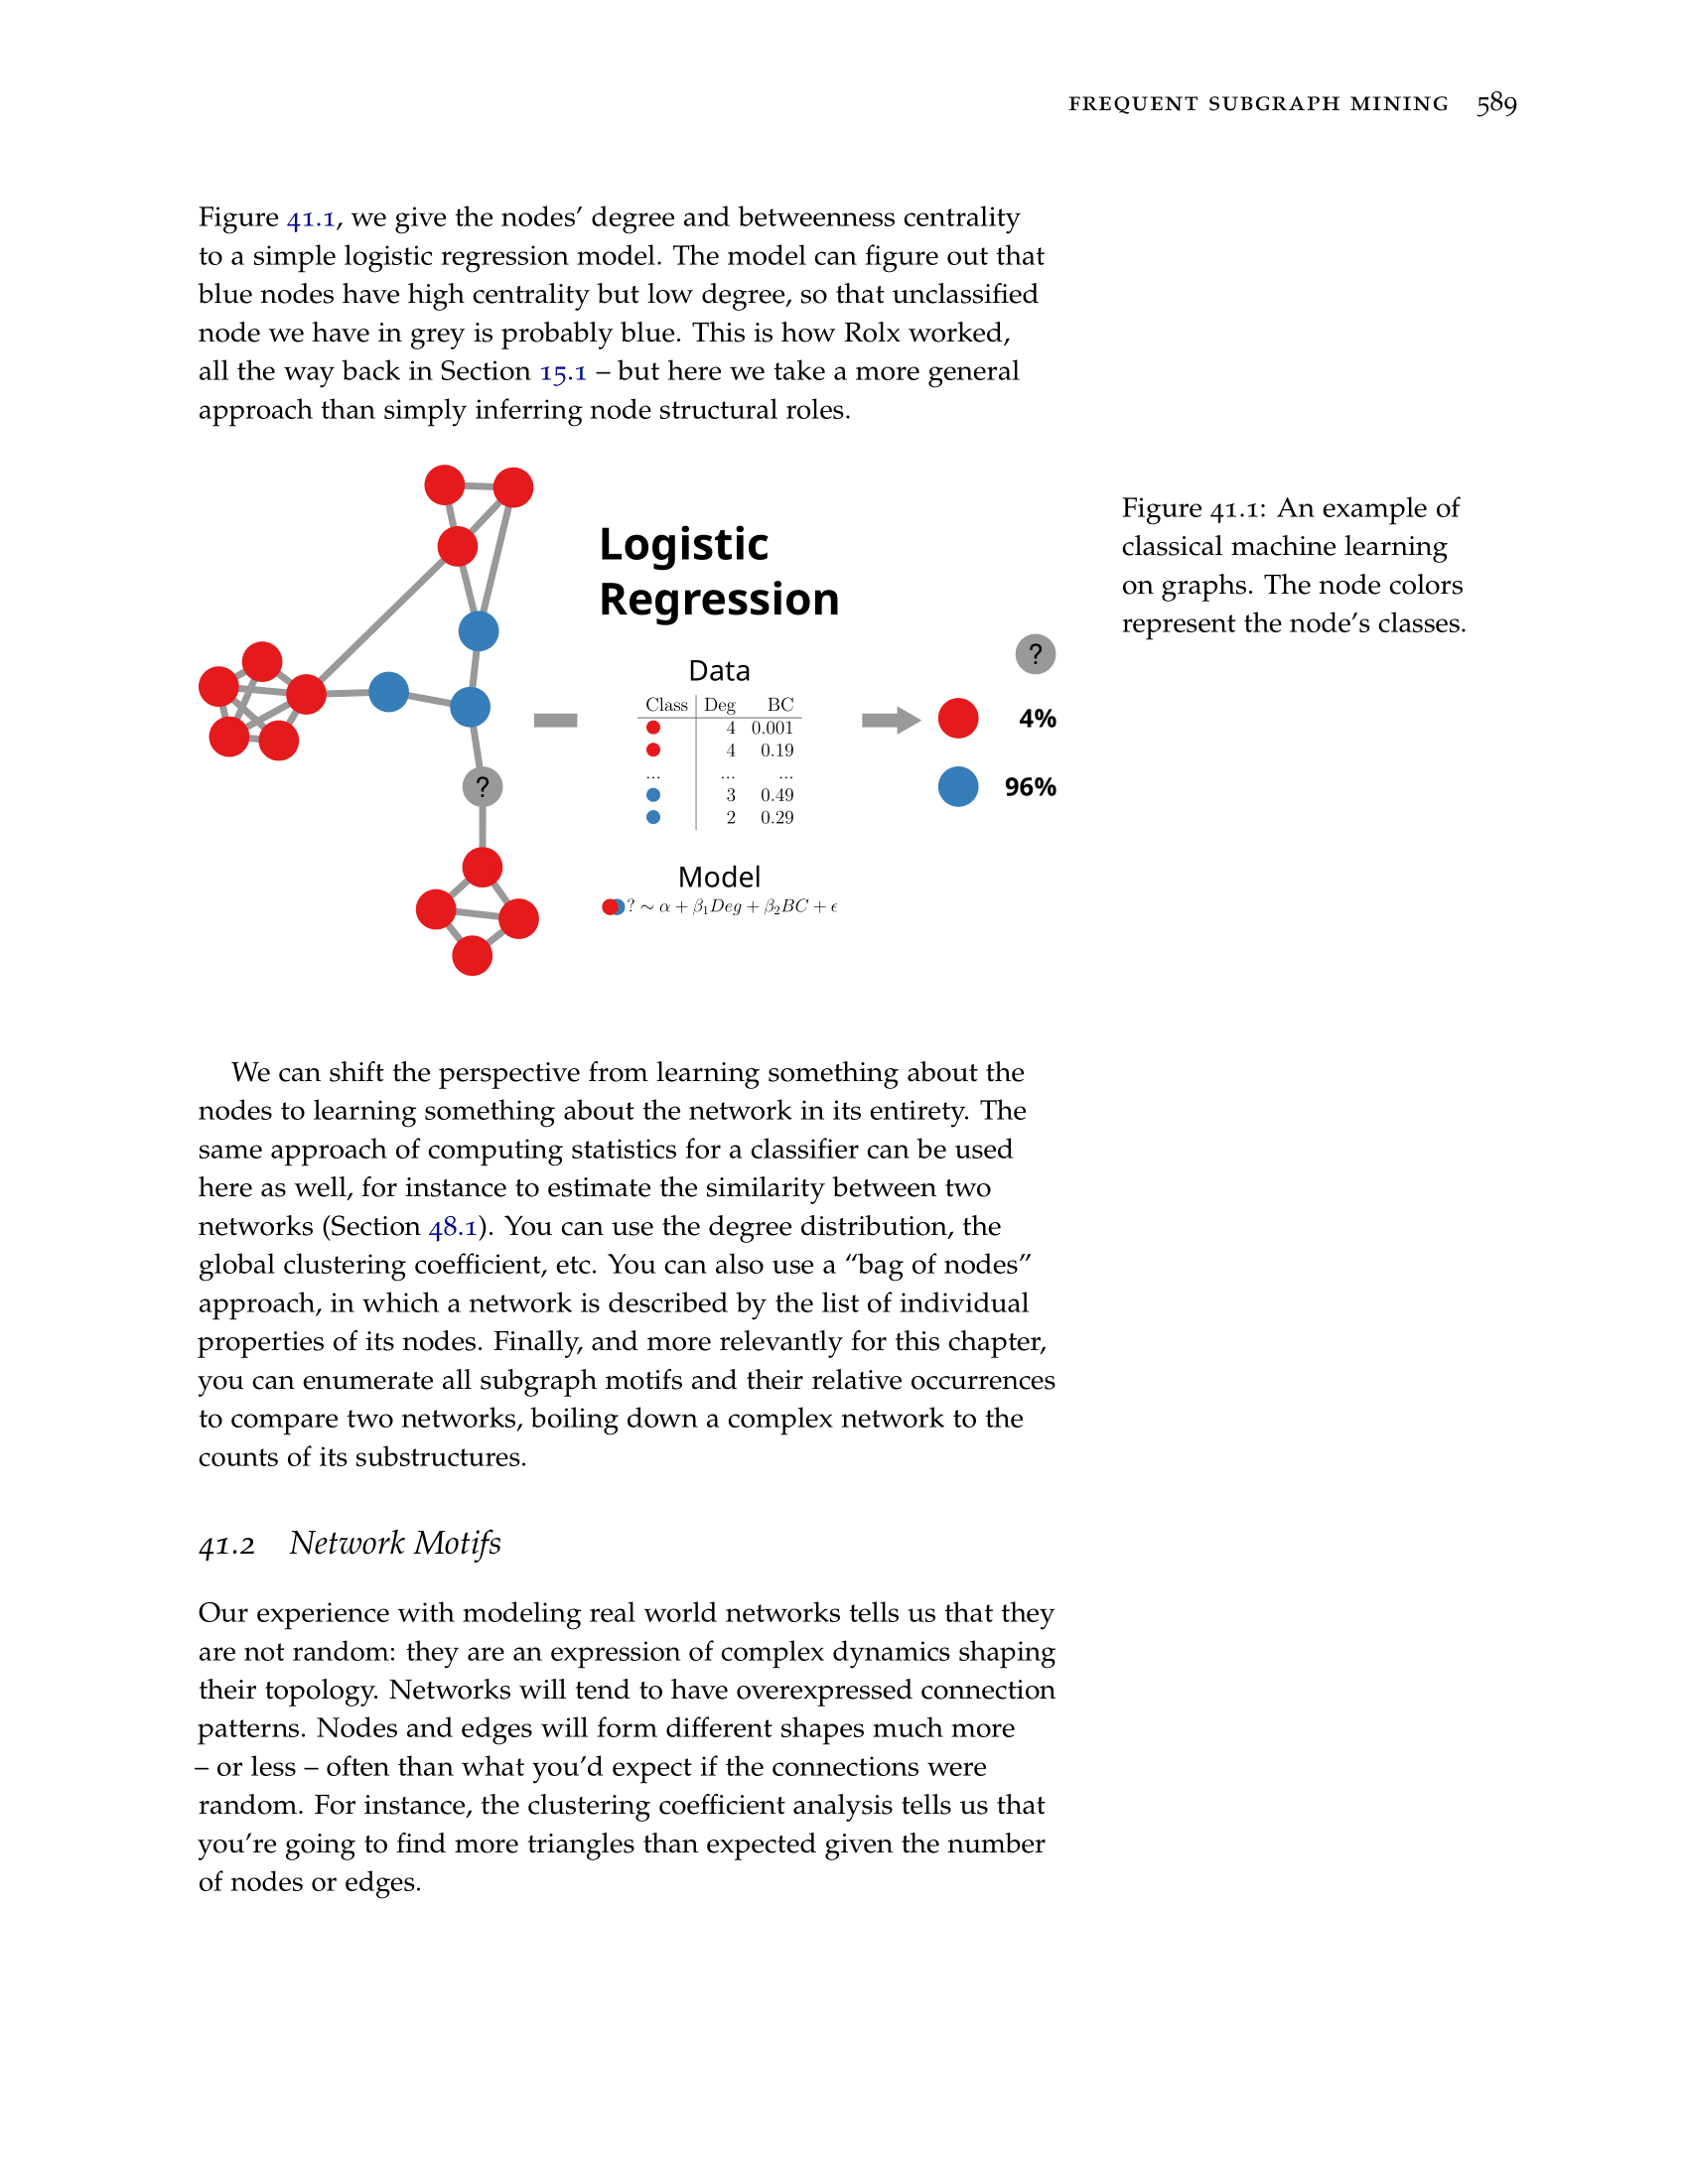 FREQUENT SUBGRAPH MINING 589
Figure 41.1, we give the nodes’ degree and betweenness centrality
to a simple logistic regression model. The model can figure out that
blue nodes have high centrality but low degree, so that unclassified
node we have in grey is probably blue. This is how Rolx worked,
all the way back in Section 15.1 – but here we take a more general
approach than simply inferring node structural roles.
?
Logistic
Regression
Data
Class Deg BC
4 0.001
4 0.19
... ... ...
3 0.49
2 0.29
Model
? ∼ α + β₁Deg + β₂BC + ϵ
?
4%
96%
Figure 41.1: An example of
classical machine learning
on graphs. The node colors
represent the node’s classes.
We can shift the perspective from learning something about the
nodes to learning something about the network in its entirety. The
same approach of computing statistics for a classifier can be used
here as well, for instance to estimate the similarity between two
networks (Section 48.1). You can use the degree distribution, the
global clustering coefficient, etc. You can also use a “bag of nodes”
approach, in which a network is described by the list of individual
properties of its nodes. Finally, and more relevantly for this chapter,
you can enumerate all subgraph motifs and their relative occurrences
to compare two networks, boiling down a complex network to the
counts of its substructures.
41.2 Network Motifs
Our experience with modeling real world networks tells us that they
are not random: they are an expression of complex dynamics shaping
their topology. Networks will tend to have overexpressed connection
patterns. Nodes and edges will form different shapes much more
– or less – often than what you’d expect if the connections were
random. For instance, the clustering coefficient analysis tells us that
you’re going to find more triangles than expected given the number
of nodes or edges.